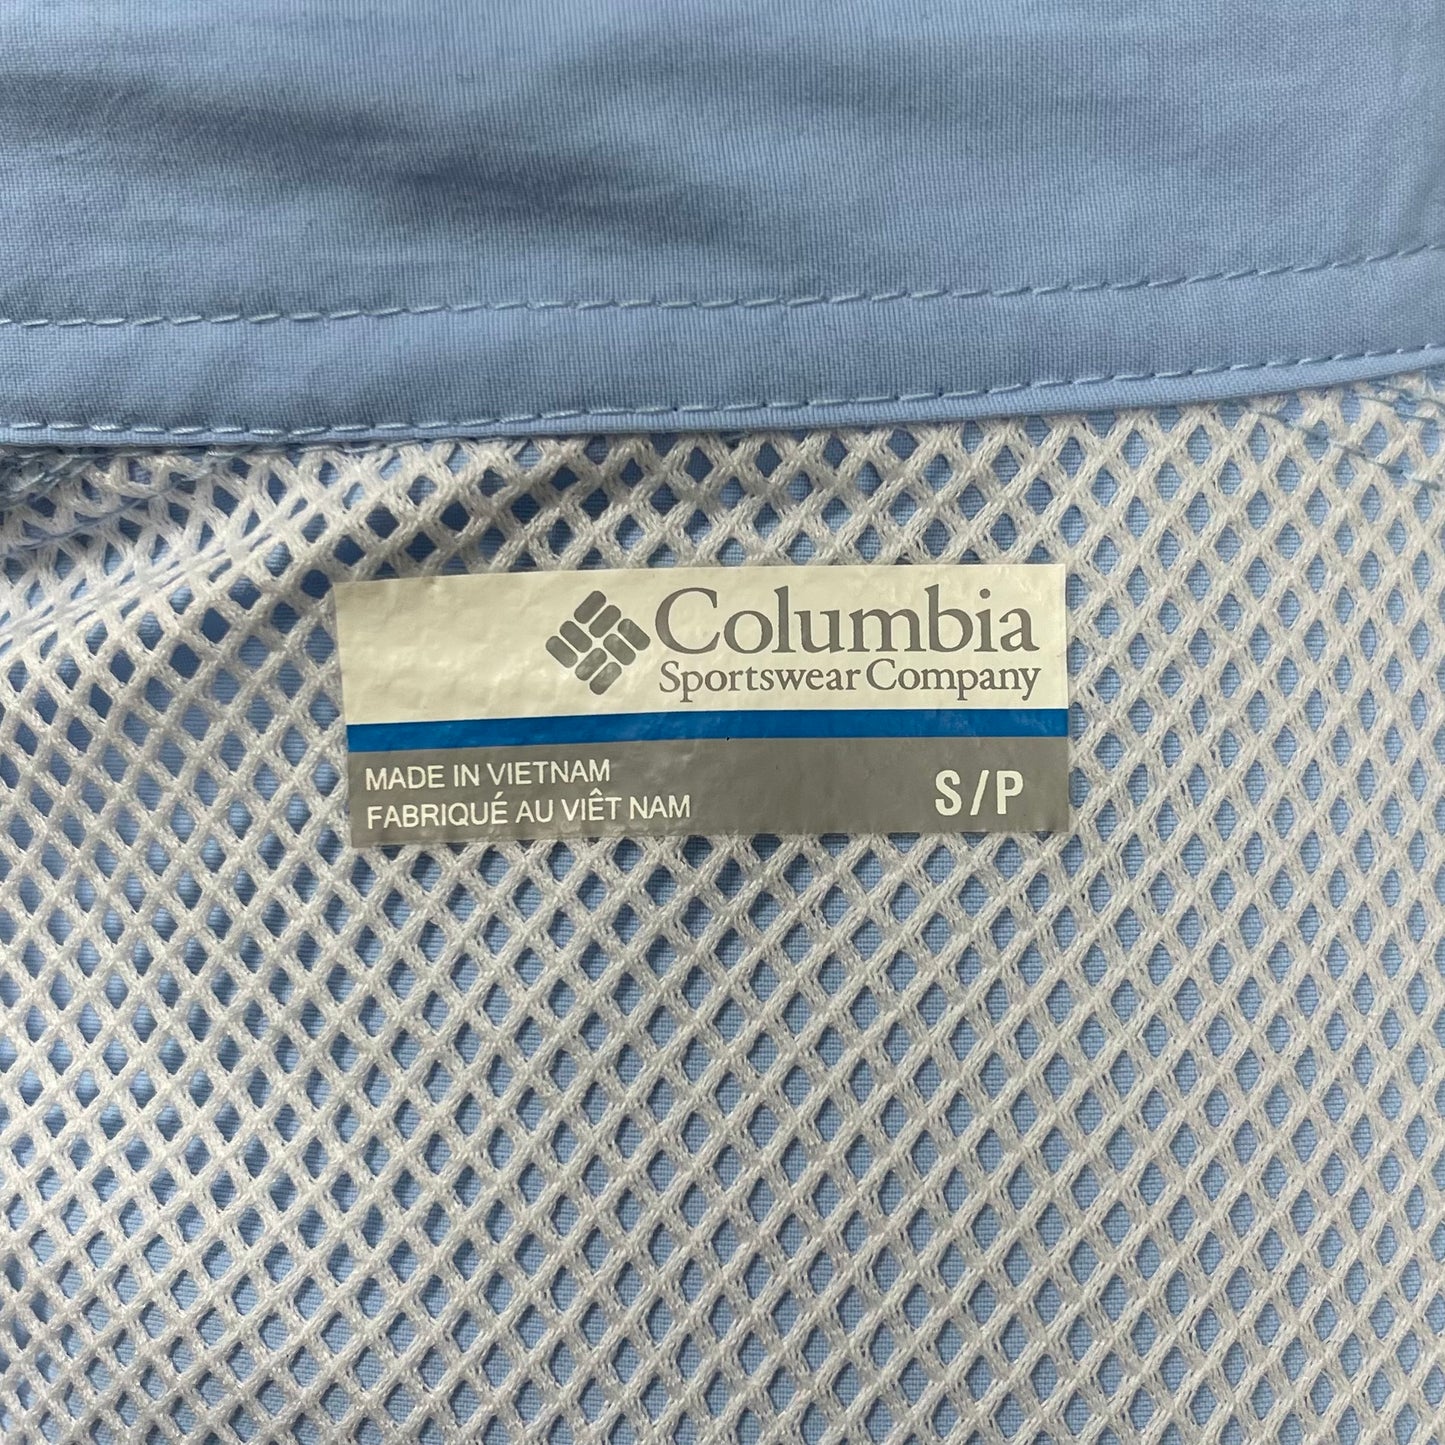 Columbia
Sportswear Company
MADE IN VIETNAM
FABRIQUÉ AU VIÊT NAM
S/P